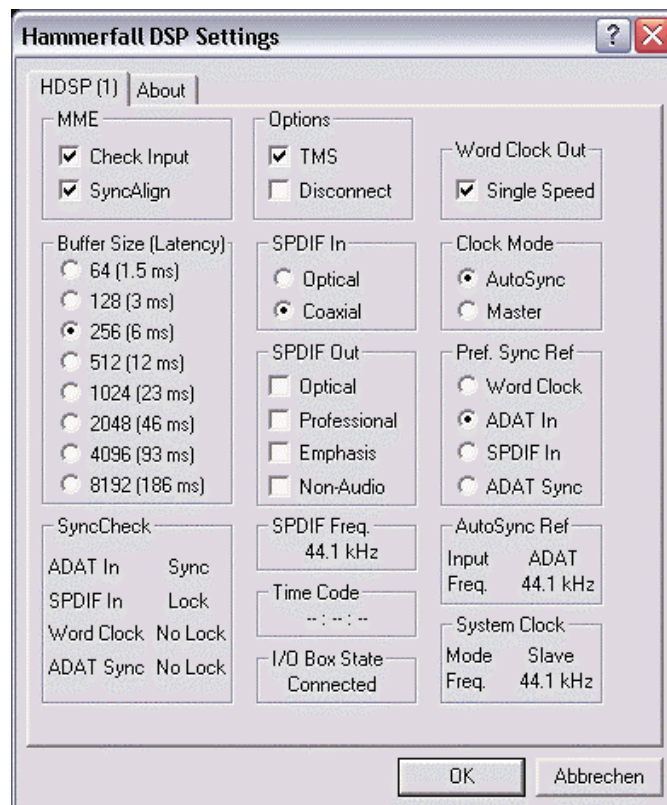 Hammerfall DSP Settings
HDSP (1)
About
MME
Check Input
SyncAlign
Options
TMS
Disconnect
Word Clock Out
Single Speed
Buffer Size (Latency)
64 (1.5 ms)
128 (3 ms)
256 (6 ms)
512 (12 ms)
1024 (23 ms)
2048 (46 ms)
4096 (93 ms)
8192 (186 ms)
SPDIF In
Optical
Coaxial
Clock Mode
AutoSync
Master
SPDIF Out
Optical
Professional
Emphasis
Non-Audio
Pref. Sync Ref
Word Clock
ADAT In
SPDIF In
ADAT Sync
SyncCheck
ADAT In Sync
SPDIF In Lock
Word Clock No Lock
ADAT Sync No Lock
SPDIF Freq.
44.1 kHz
Time Code
-- : -- : --
I/O Box State
Connected
AutoSync Ref
Input ADAT
Freq. 44.1 kHz
System Clock
Mode Slave
Freq. 44.1 kHz
OK
Abbrechen